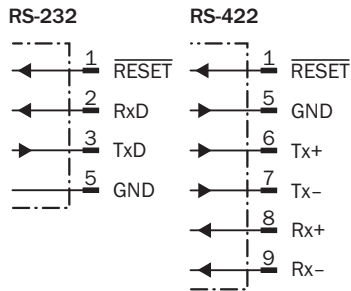 RS-232
1 RESET
2 RxD
3 TxD
5 GND
RS-422
1 RESET
5 GND
6 Tx+
7 Tx–
8 Rx+
9 Rx–